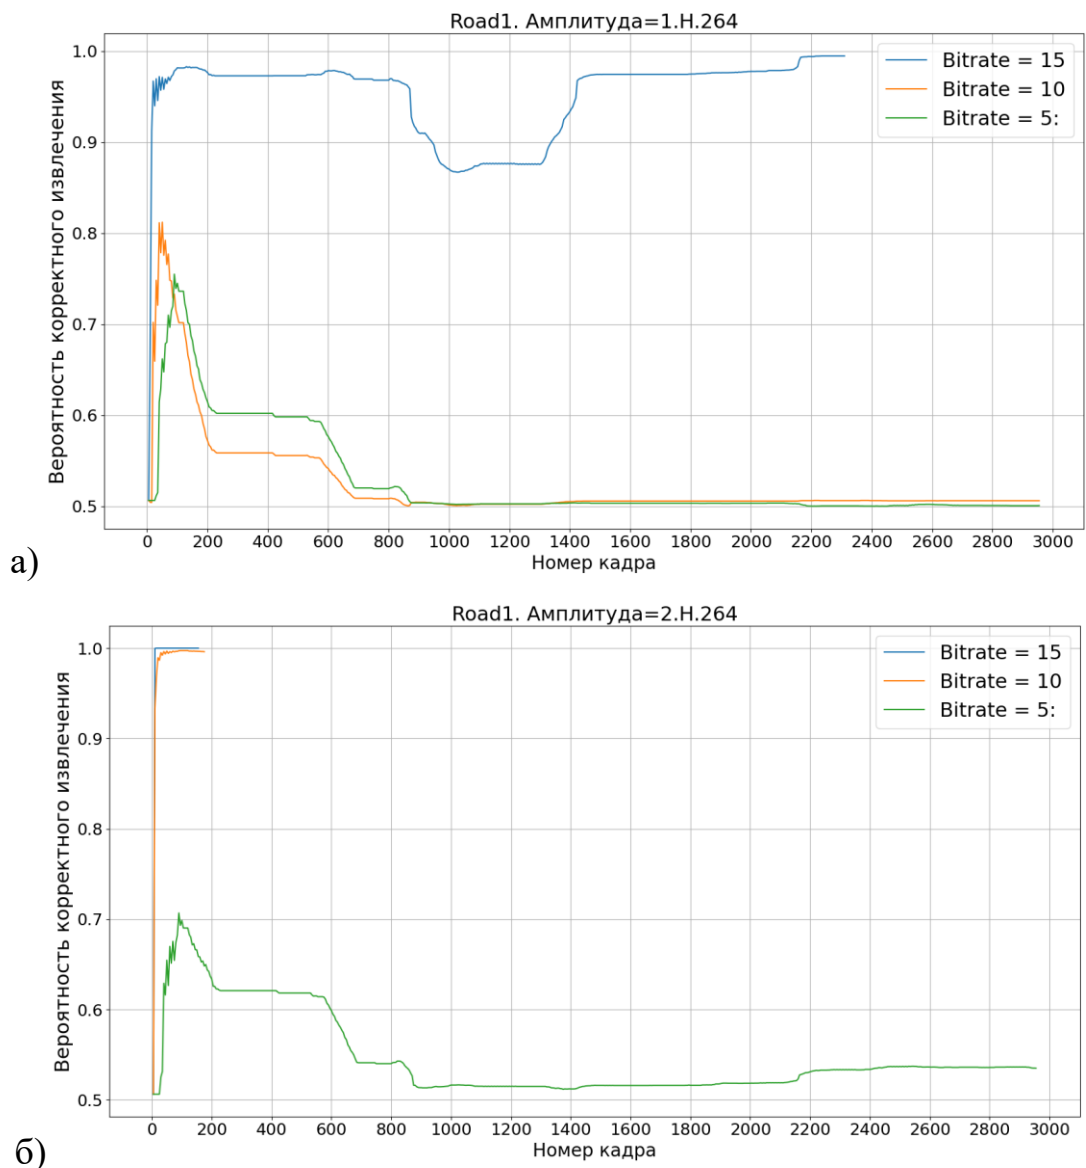 Road1. Амплитуда=1.H.264
Вероятность корректного извлечения
1.0
0.9
0.8
0.7
0.6
0.5
Bitrate = 15
Bitrate = 10
Bitrate = 5:
0 200 400 600 800 1000 1200 1400 1600 1800 2000 2200 2400 2600 2800 3000
Номер кадра
а)
Road1. Амплитуда=2.H.264
Вероятность корректного извлечения
1.0
0.9
0.8
0.7
0.6
0.5
Bitrate = 15
Bitrate = 10
Bitrate = 5:
0 200 400 600 800 1000 1200 1400 1600 1800 2000 2200 2400 2600 2800 3000
Номер кадра
б)